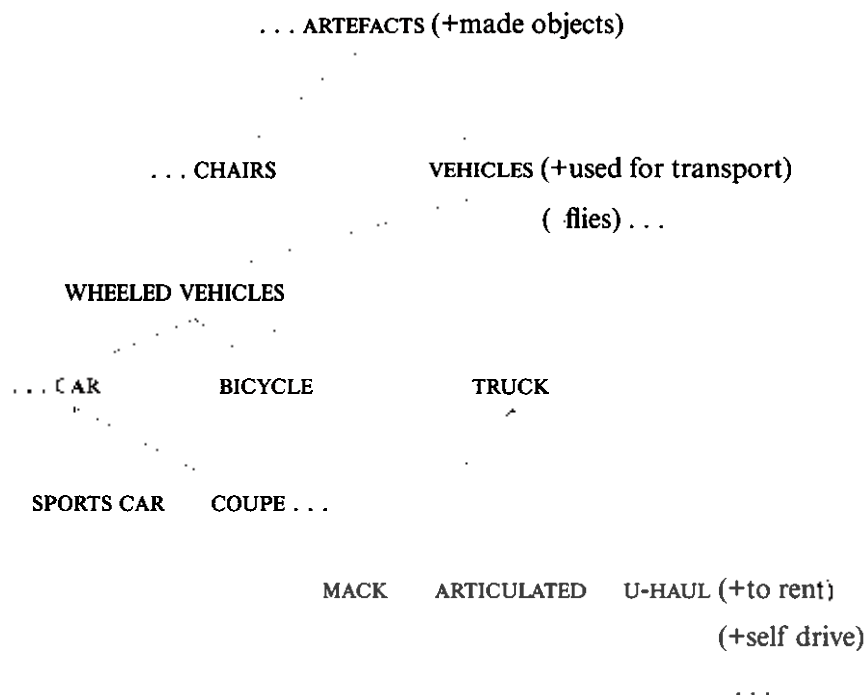 ... ARTEFACTS (+made objects)
... CHAIRS VEHICLES (+used for transport)
( flies) ...
WHEELED VEHICLES
... CAR BICYCLE TRUCK
SPORTS CAR COUPE ...
MACK ARTICULATED U-HAUL (+to rent)
(+self drive)